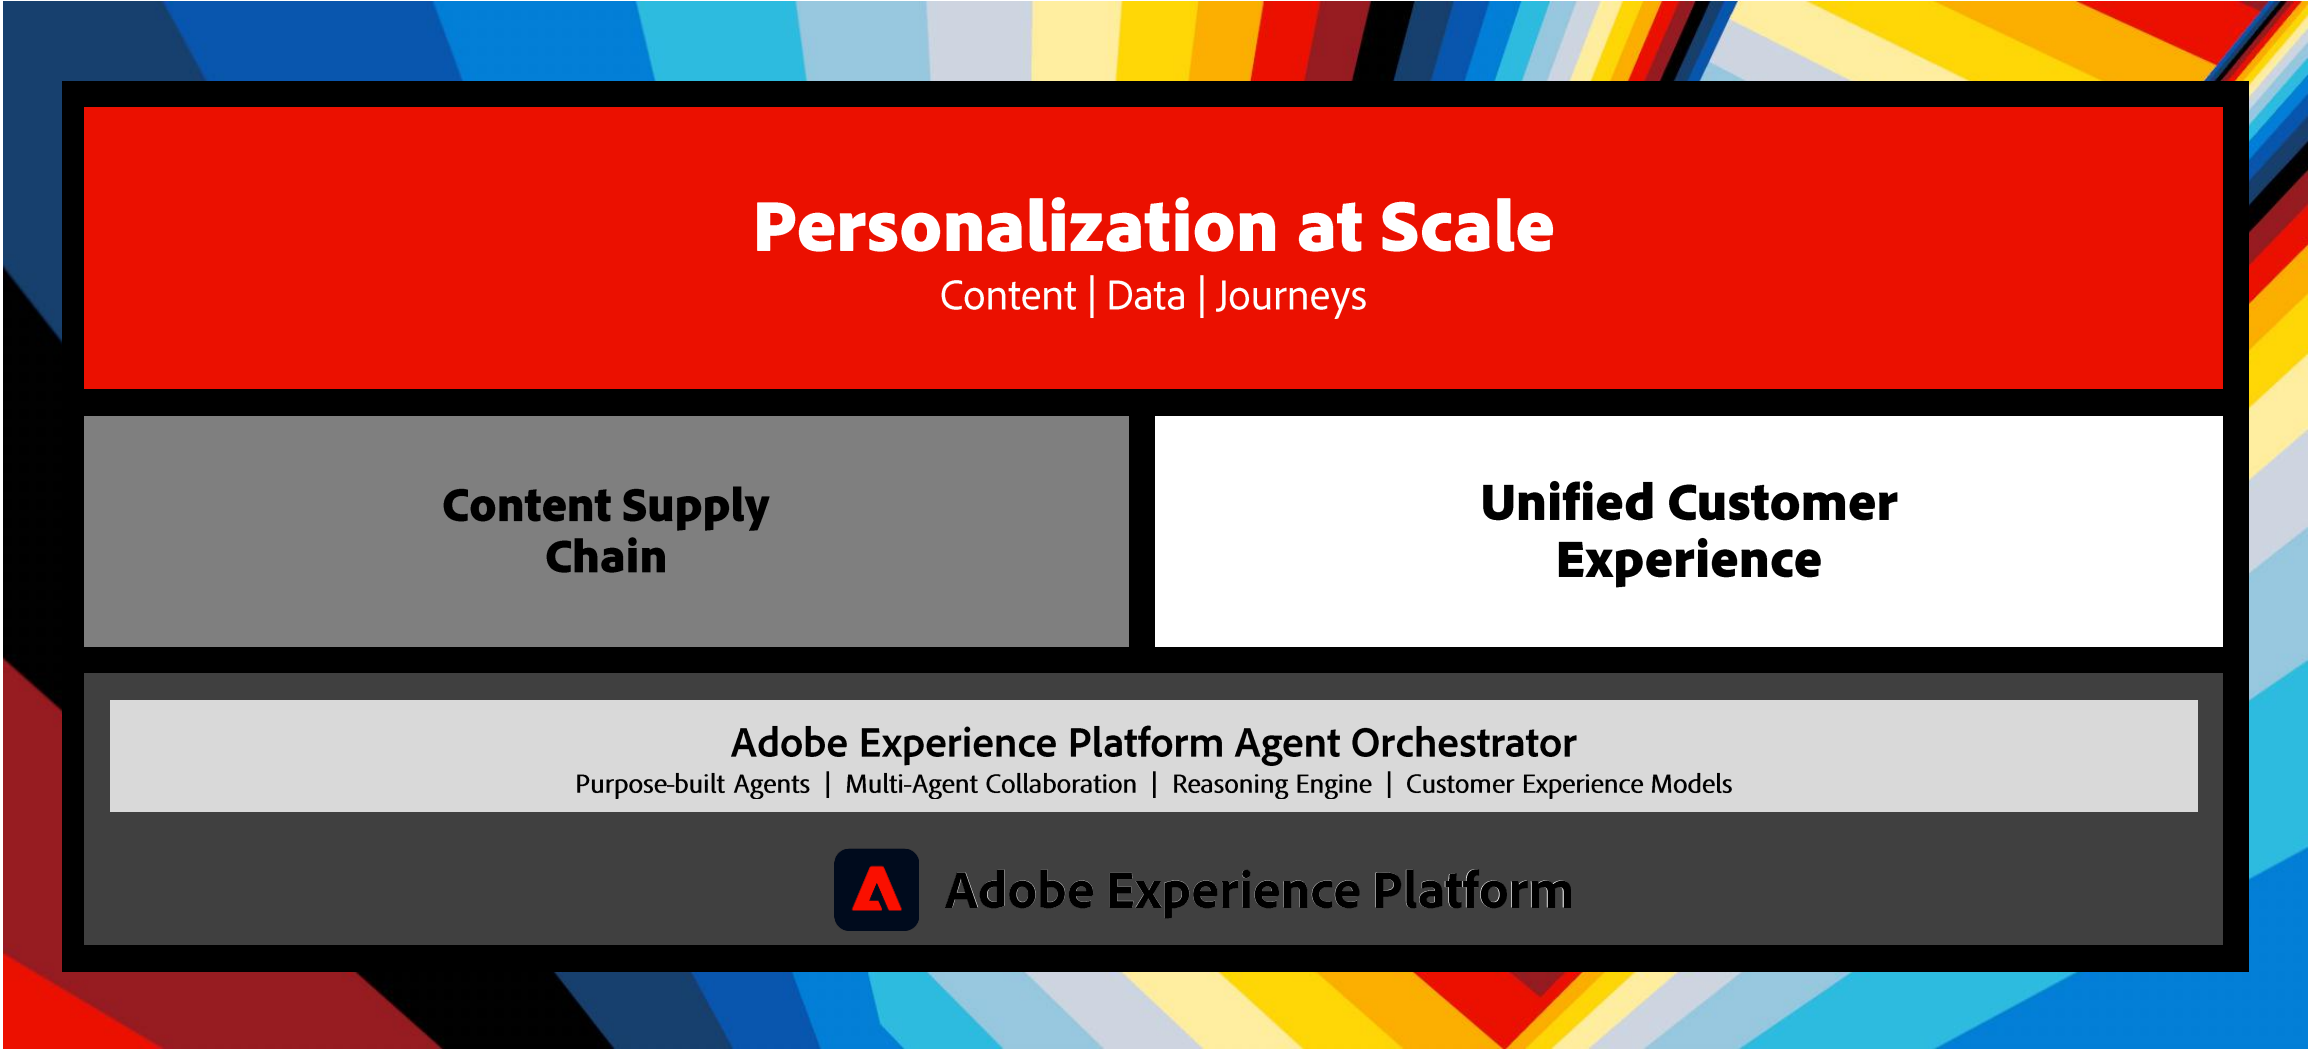 Personalization at Scale
Content | Data | Journeys
Content Supply
Chain
Unified Customer
Experience
Adobe Experience Platform Agent Orchestrator
Purpose-built Agents | Multi-Agent Collaboration | Reasoning Engine | Customer Experience Models
Adobe Experience Platform